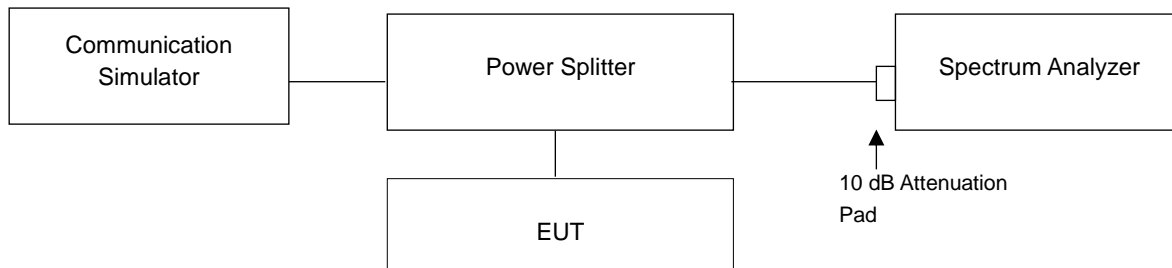 Communication
Simulator
Power Splitter
Spectrum Analyzer
10 dB Attenuation
Pad
EUT